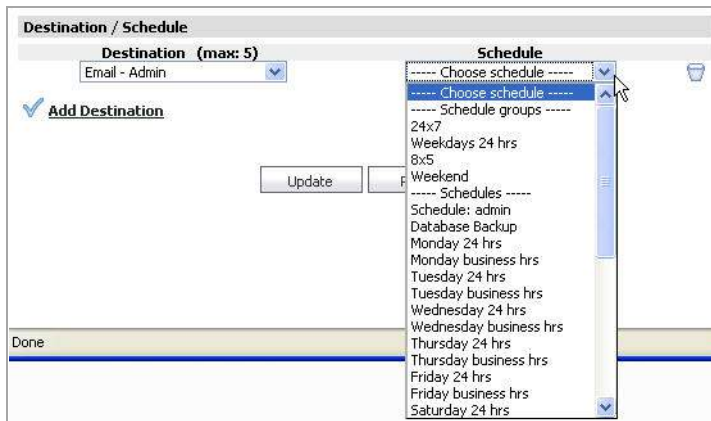 Destination / Schedule
Destination (max: 5) Schedule
Email - Admin ----- Choose schedule -----
----- Choose schedule -----
Add Destination
----- Schedule groups -----
24x7
Weekdays 24 hrs
8x5
Weekend
Update
----- Schedules -----
Schedule: admin
Database Backup
Monday 24 hrs
Monday business hrs
Tuesday 24 hrs
Tuesday business hrs
Wednesday 24 hrs
Wednesday business hrs
Done
Thursday 24 hrs
Thursday business hrs
Friday 24 hrs
Friday business hrs
Saturday 24 hrs